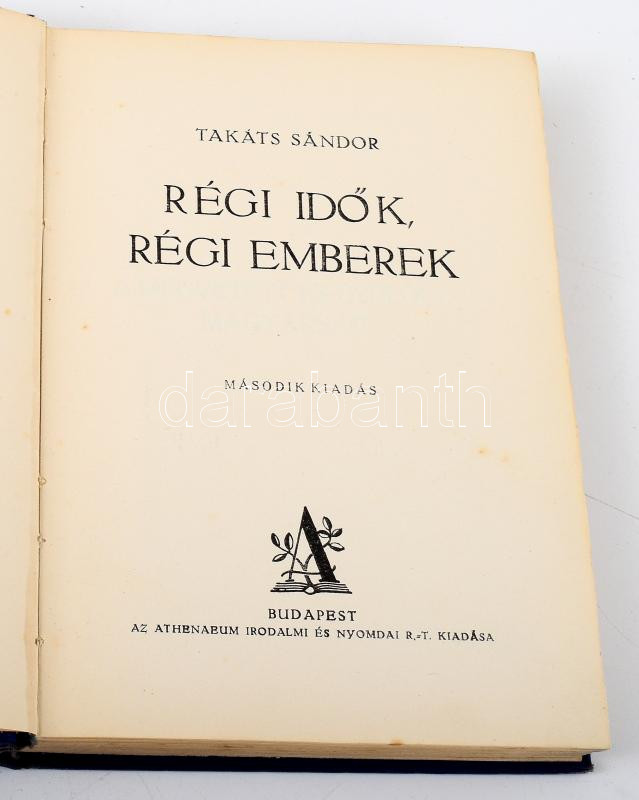 TAKÁTS SÁNDOR
RÉGI IDŐK,
RÉGI EMBEREK
MÁSODIK KIADÁS
darabanth
A
BUDAPEST
AZ ATHENAEUM IRODALMI ÉS NYOMDAI R.=T. KIADÁSA